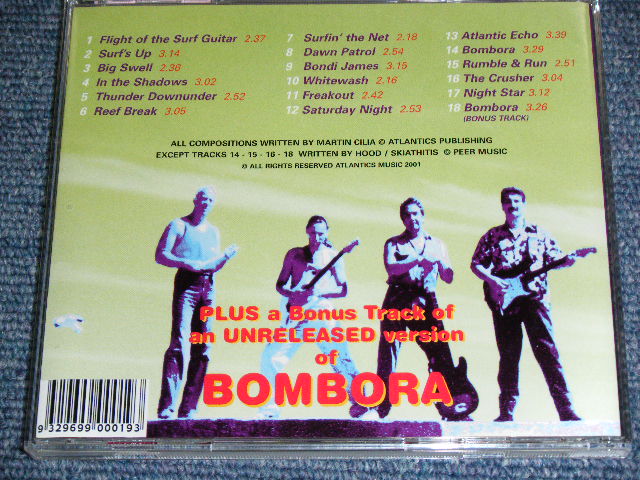 1 Flight of the Surf Guitar 2.37
2 Surf's Up 3.14
3 Big Swell 2.38
4 In the Shadows 3.02
5 Thunder Downunder 2.52
6 Reef Break 3.05
7 Surfin' the Net 2.18
8 Dawn Patrol 2.54
9 Bondi James 3.15
10 Whitewash 2.16
11 Freakout 2.42
12 Saturday Night 2.53
13 Atlantic Echo 3.39
14 Bombora 3.29
15 Rumble & Run 2.51
16 The Crusher 3.04
17 Night Star 3.12
18 Bombora 3.26
(BONUS TRACK)
ALL COMPOSITIONS WRITTEN BY MARTIN CILIA © ATLANTICS PUBLISHING
EXCEPT TRACKS 14 - 15 - 16 - 18 WRITTEN BY HOOD / SKIATHITIS © PEER MUSIC
© ALL RIGHTS RESERVED ATLANTICS MUSIC 2001
PLUS a Bonus Track of
an UNRELEASED version
of
BOMBORA
9 329699 000193